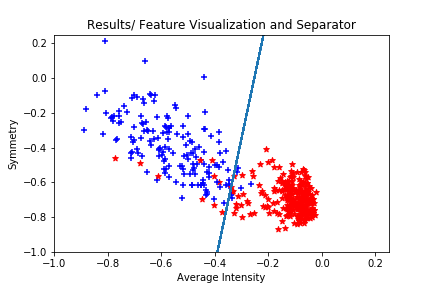 Results/ Feature Visualization and Separator
0.2
0.0
−0.2
−0.4
−0.6
−0.8
−1.0
Symmetry
−1.0 −0.8 −0.6 −0.4 −0.2 0.0 0.2
Average Intensity